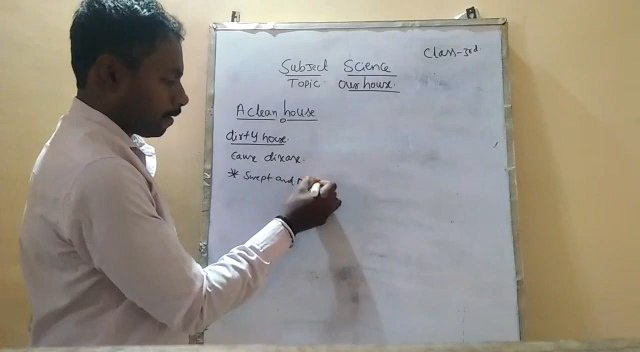 Class-3rd.
Subject Science
Topic Our house.
A clean house
dirty house
cause disease.
* Swept and